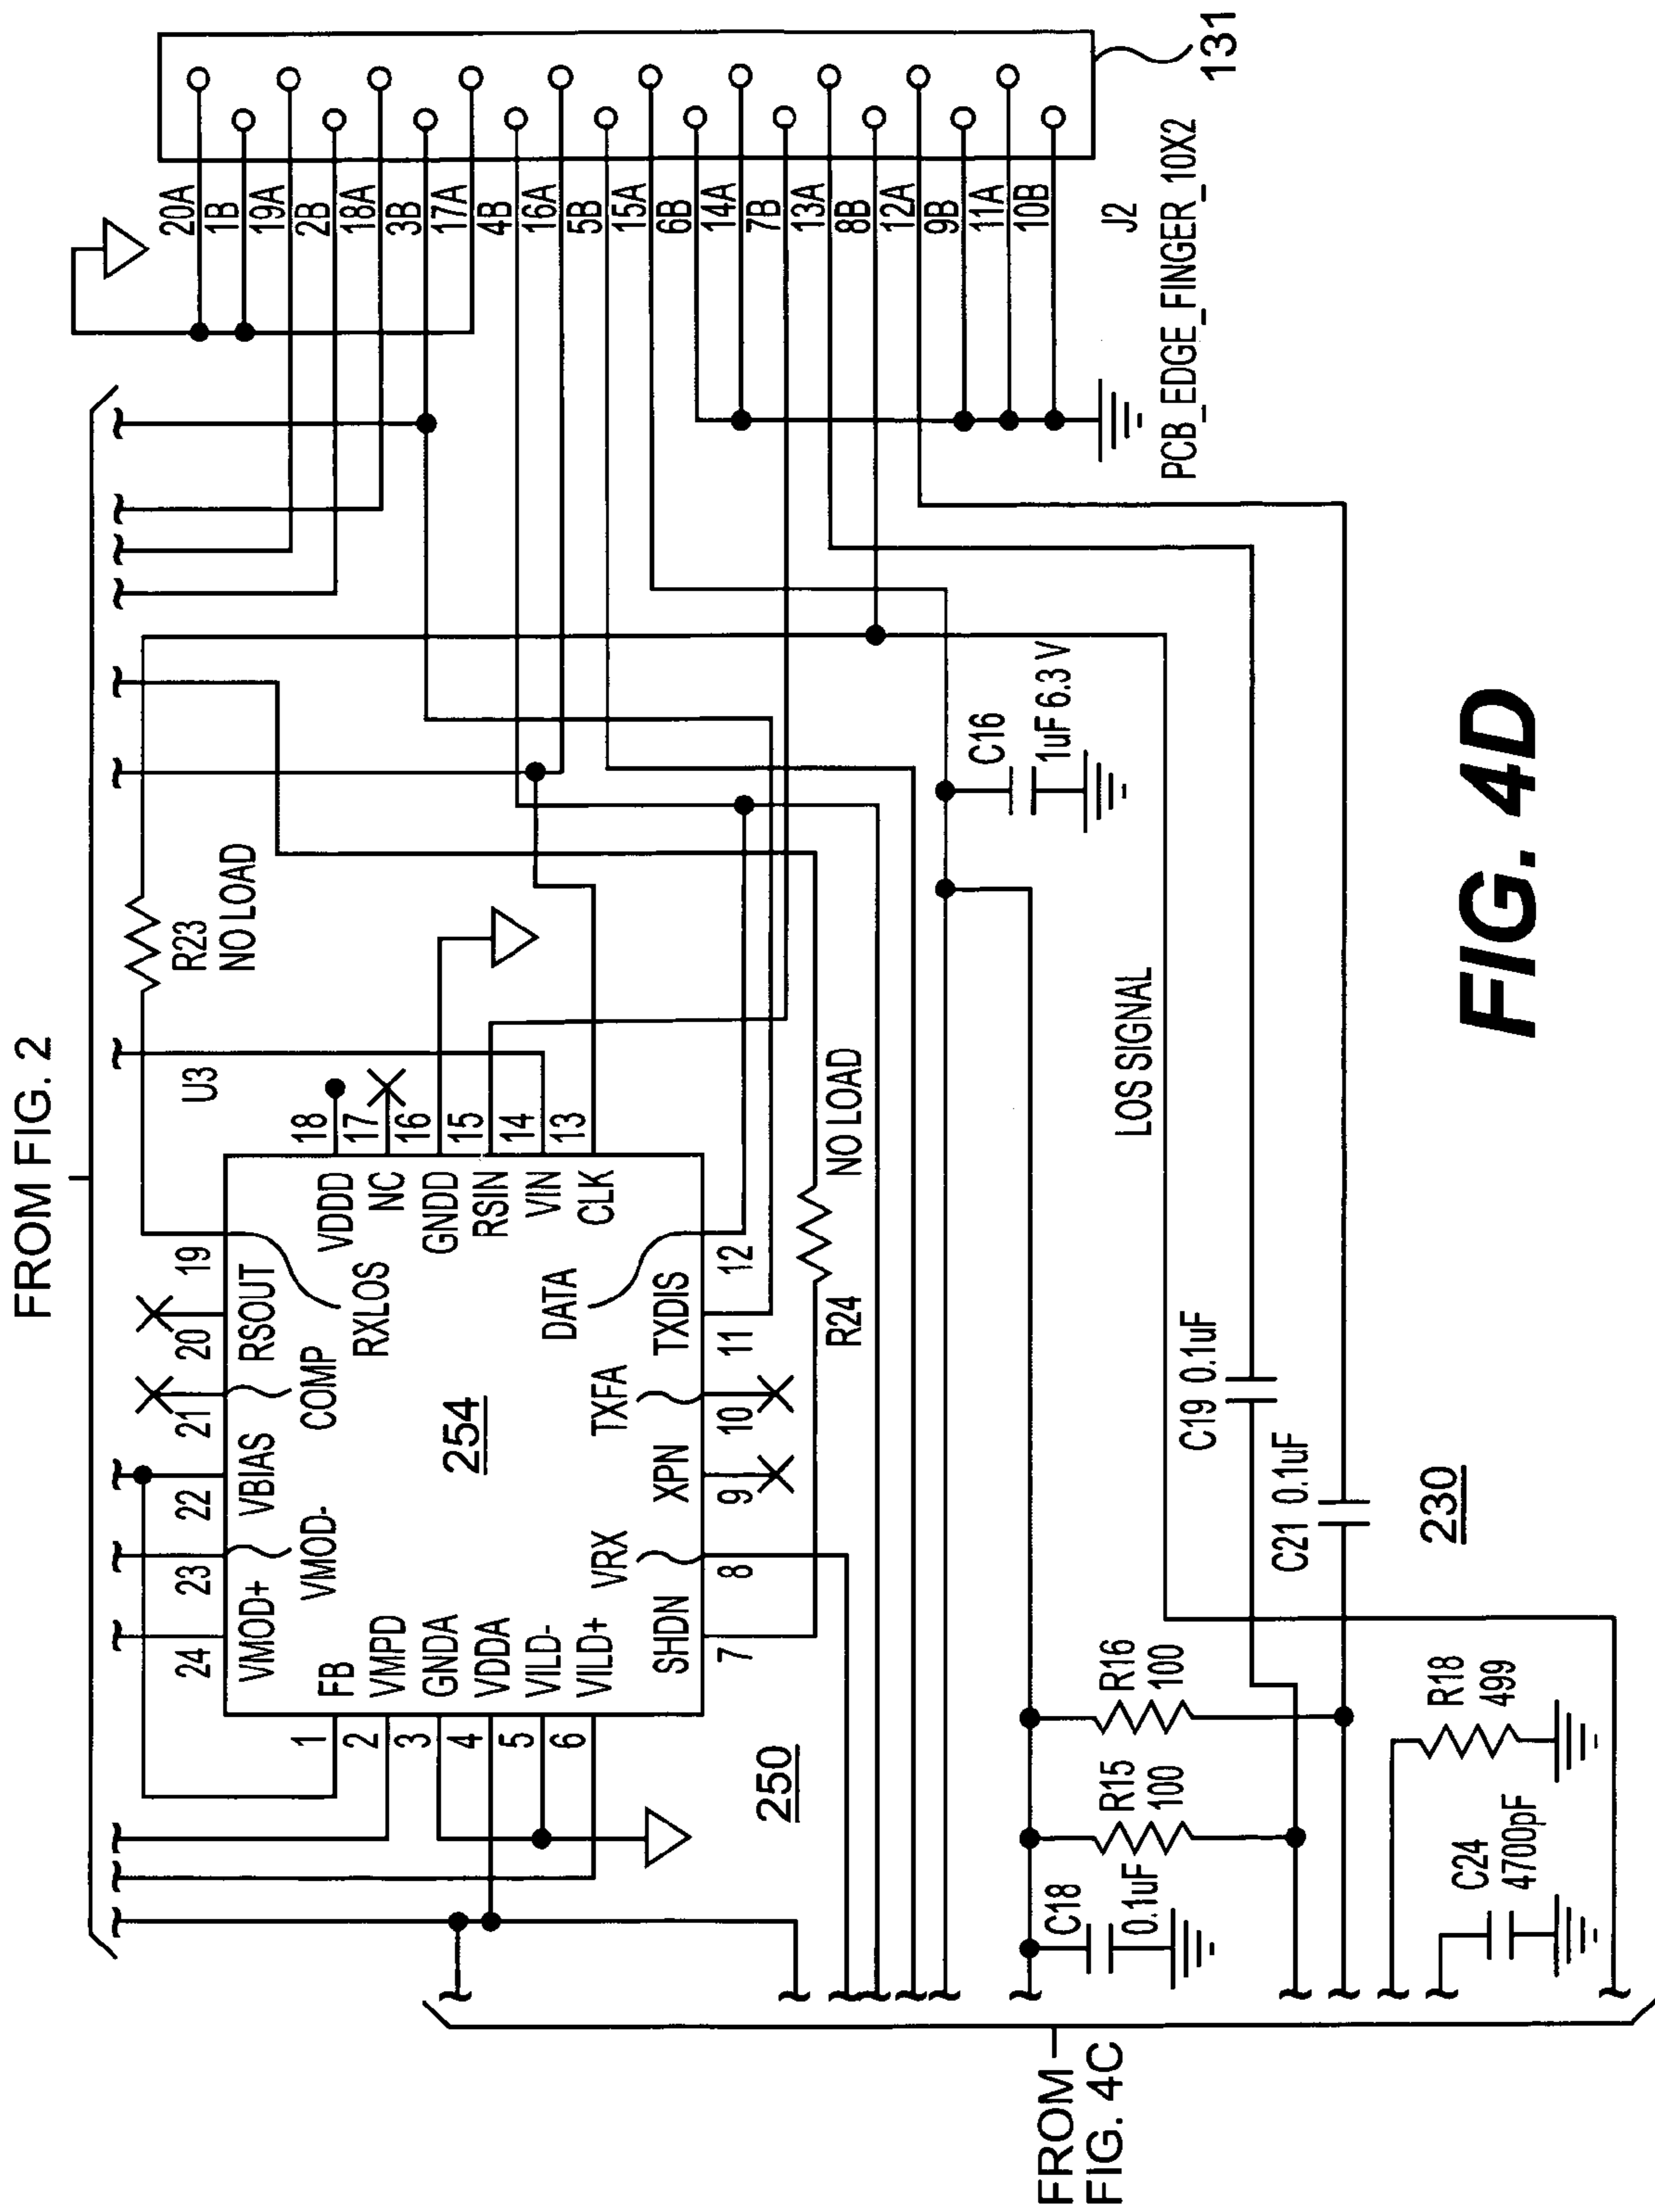 FROM FIG. 2
U3
R23
NO LOAD
24
23
22
21
20
19
VMOD+
VMOD-
VBIAS
COMP
RSOUT
RXLOS
1
2
3
4
5
6
FB
VMPD
GNDA
VDDA
VILD-
VILD+
VDDD
NC
GNDD
RSIN
VIN
CLK
18
17
16
15
14
13
254
SHDN
VRX
XPN
TXFA
TXDIS
DATA
7
8
9
10
11
12
250
R24
NO LOAD
20A
1B
19A
2B
18A
3B
17A
4B
16A
5B
15A
6B
14A
7B
13A
8B
12A
9B
11A
10B
J2
PCB_EDGE_FINGER_10X2
131
C16
1uF 6.3 V
LOS SIGNAL
FROM
FIG. 4C
C18
0.1uF
R15
100
R16
100
C19 0.1uF
C21 0.1uF
C24
4700pF
R18
499
230
FIG. 4D